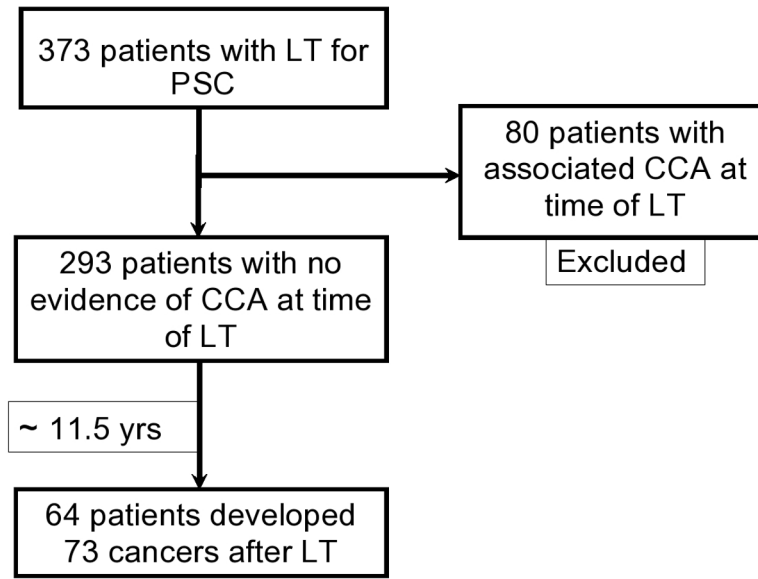 373 patients with LT for
PSC
80 patients with
associated CCA at
time of LT
Excluded
293 patients with no
evidence of CCA at time
of LT
~ 11.5 yrs
64 patients developed
73 cancers after LT